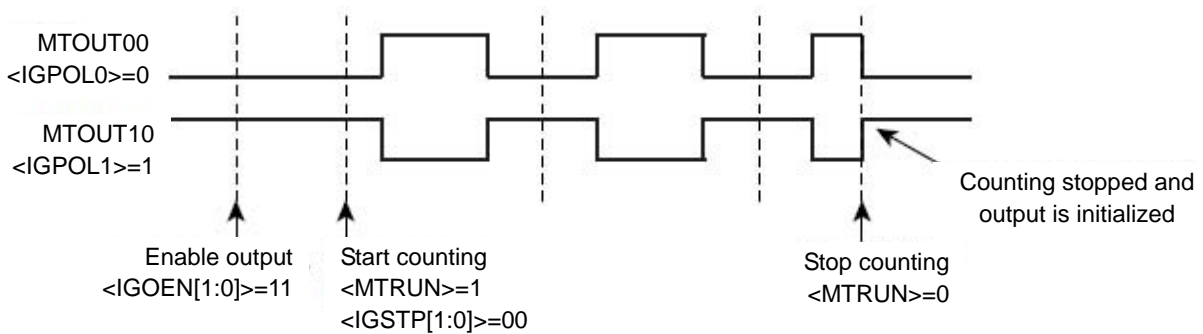 MTOUT00
<IGPOL0>=0
MTOUT10
<IGPOL1>=1
Counting stopped and
output is initialized
Enable output
<IGOEN[1:0]>=11
Start counting
<MTRUN>=1
<IGSTP[1:0]>=00
Stop counting
<MTRUN>=0